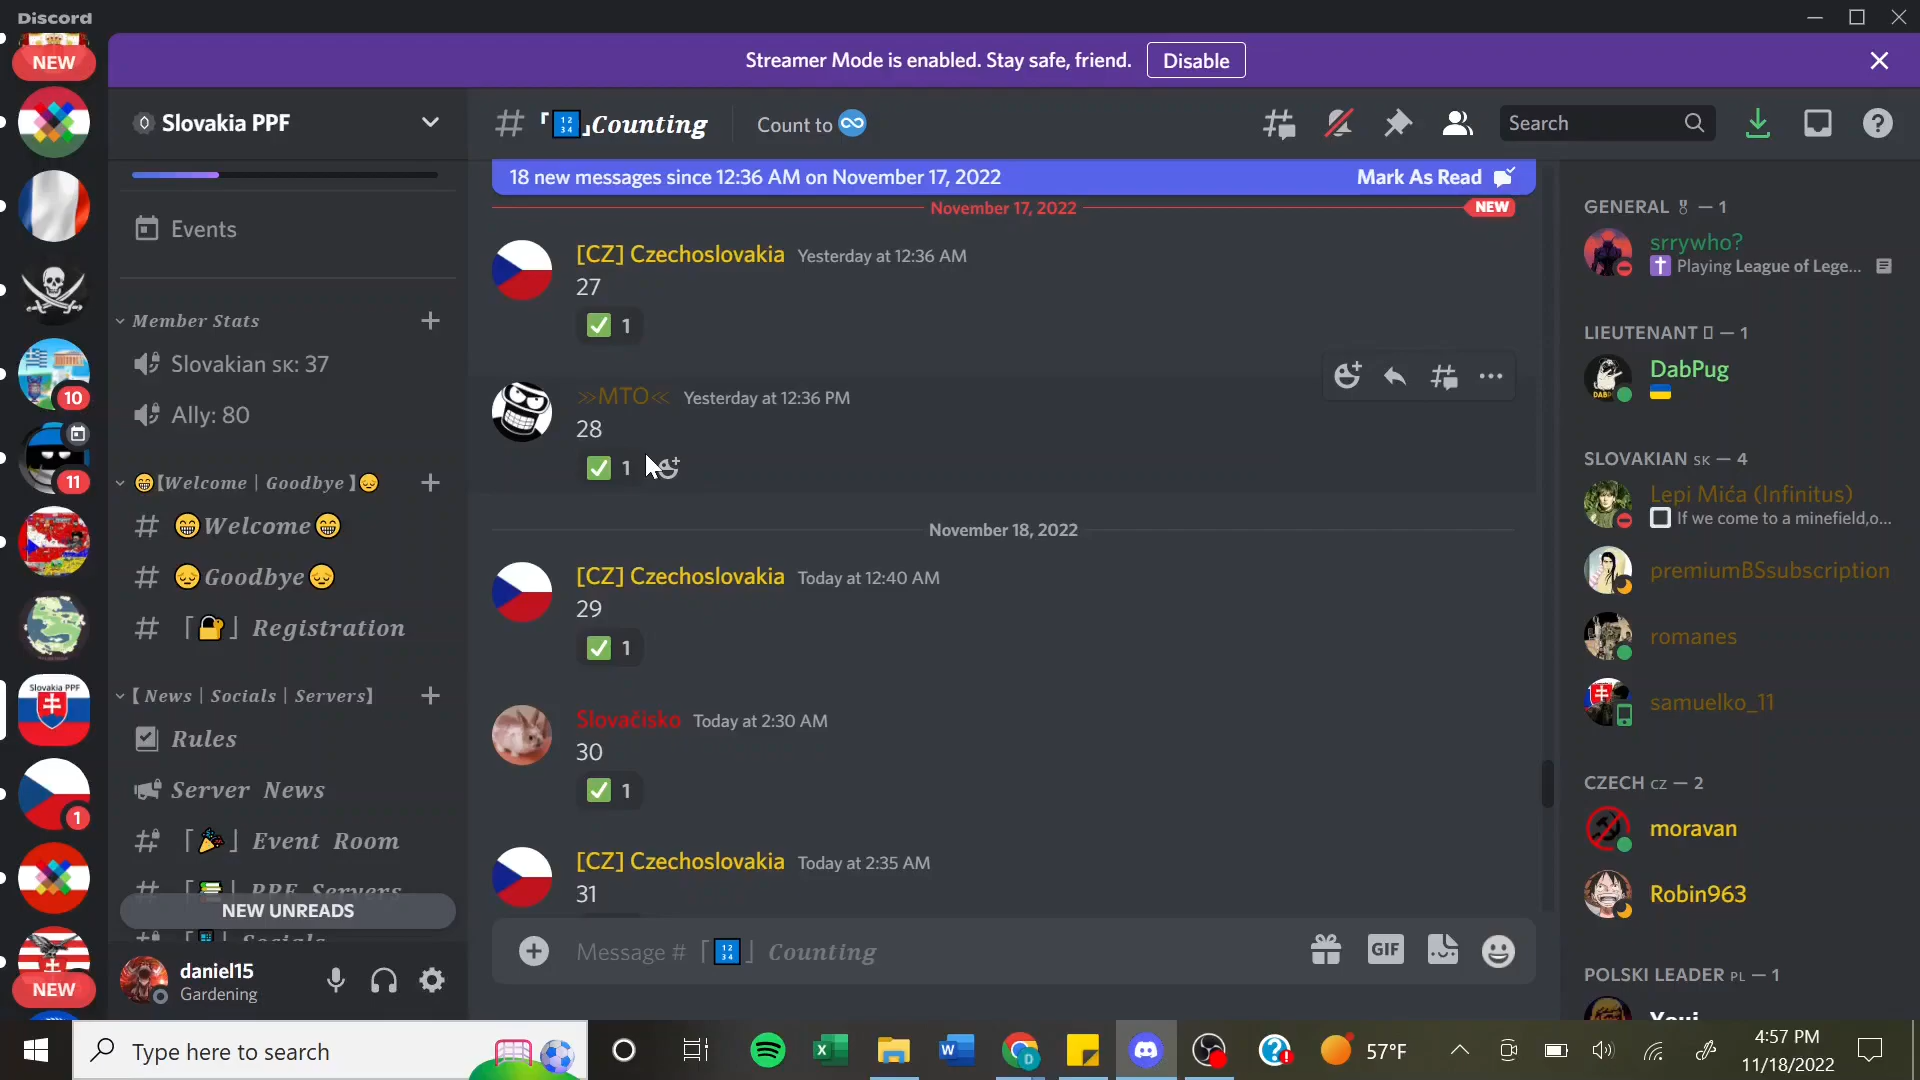 Discord
NEW
Streamer Mode is enabled. Stay safe, friend. Disable
Slovakia PPF
Events
Member Stats
Slovakian SK: 37
Ally: 80
【Welcome | Goodbye】
Welcome
Goodbye
「🔐」 Registration
【 News | Socials | Servers】
Rules
Server News
「🎉」 Event Room
PPF Servers
NEW UNREADS
Socials
daniel15
Gardening
10
11
Slovakia PPF
1
NEW
# 「🔢」Counting
Count to ♾
Search
18 new messages since 12:36 AM on November 17, 2022 Mark As Read
November 17, 2022 NEW
[CZ] Czechoslovakia Yesterday at 12:36 AM
27
✅ 1
>>MTO<< Yesterday at 12:36 PM
28
✅ 1
November 18, 2022
[CZ] Czechoslovakia Today at 12:40 AM
29
✅ 1
Slovačisko Today at 2:30 AM
30
✅ 1
[CZ] Czechoslovakia Today at 2:35 AM
31
Message # 「🔢」 Counting
GIF
GENERAL 🎖 — 1
srrywho?
Playing League of Lege...
LIEUTENANT — 1
DabPug
SLOVAKIAN SK — 4
Lepi Mića (Infinitus)
If we come to a minefield,o...
premiumBSsubscription
romanes
samuelko_11
CZECH CZ — 2
moravan
Robin963
POLSKI LEADER PL — 1
Type here to search
57°F
4:57 PM
11/18/2022